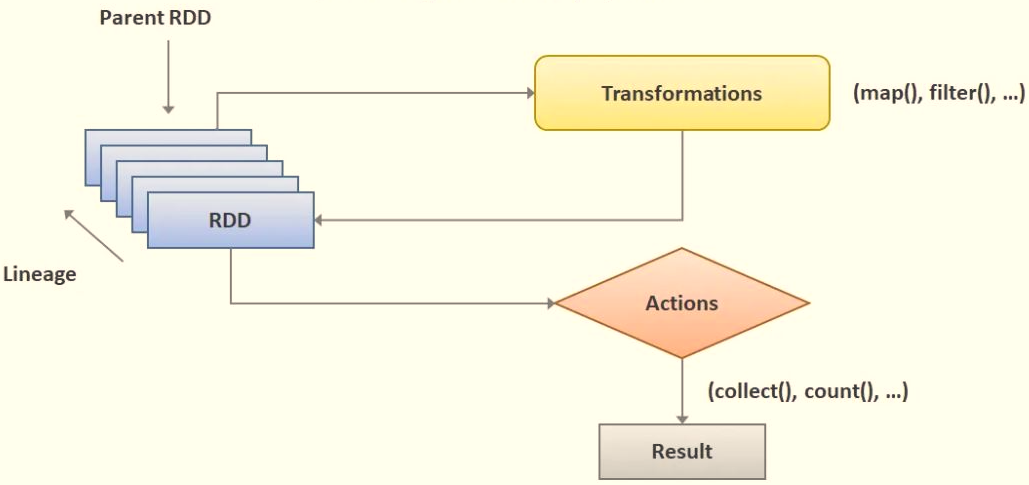 Parent RDD
Transformations
(map(), filter(), ...)
RDD
Lineage
Actions
(collect(), count(), ...)
Result